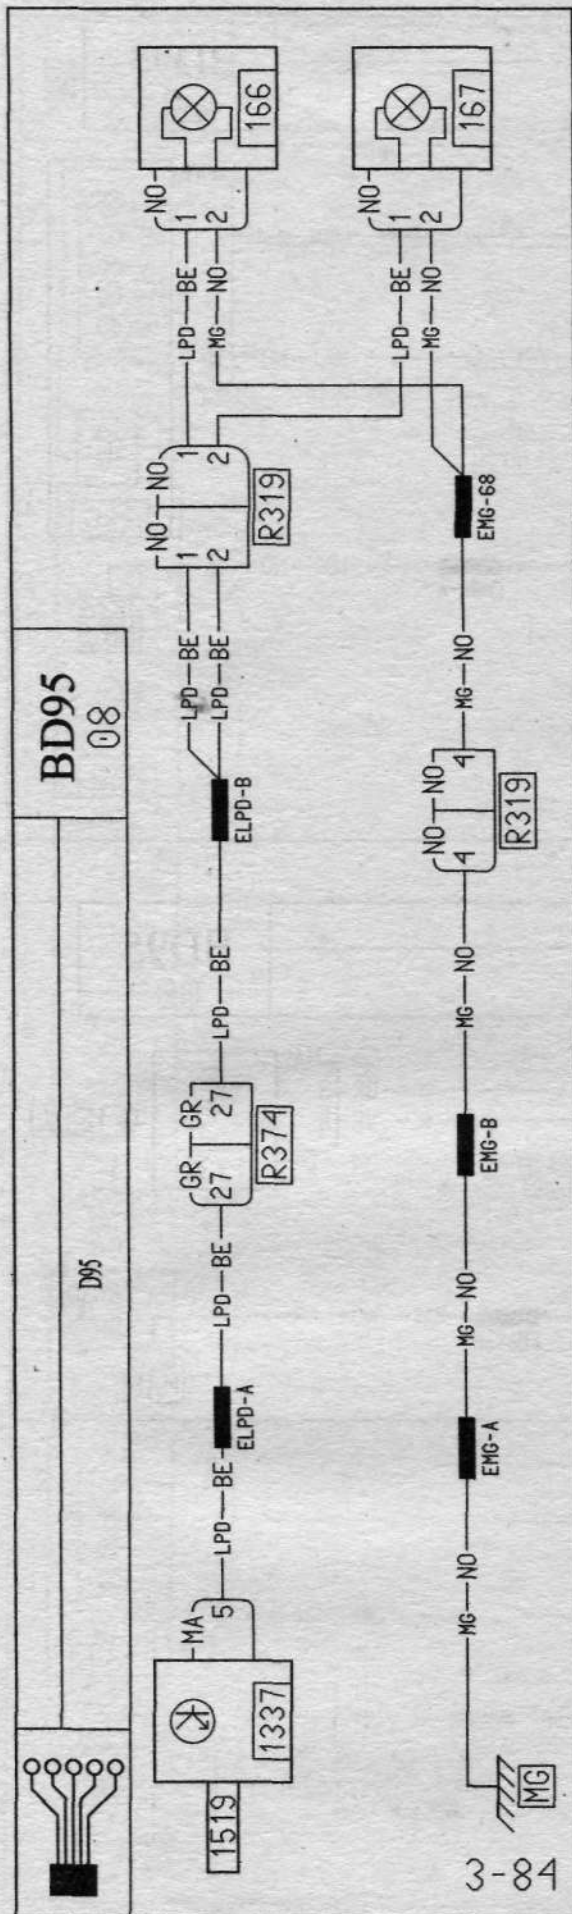 BD95
08
D95
1519
1337
MA
5
LPD BE
ELPD-A
LPD BE
GR GR
27 27
R374
LPD BE
ELPD-B
LPD BE
LPD BE
NO NO
1 1
2 2
R319
LPD BE
MG NO
NO
1
2
166
LPD BE
MG NO
NO
1
2
167
MG
MG NO
EMG-A
MG NO
EMG-B
MG NO
NO NO
4 4
R319
MG NO
EMG-68
3-84